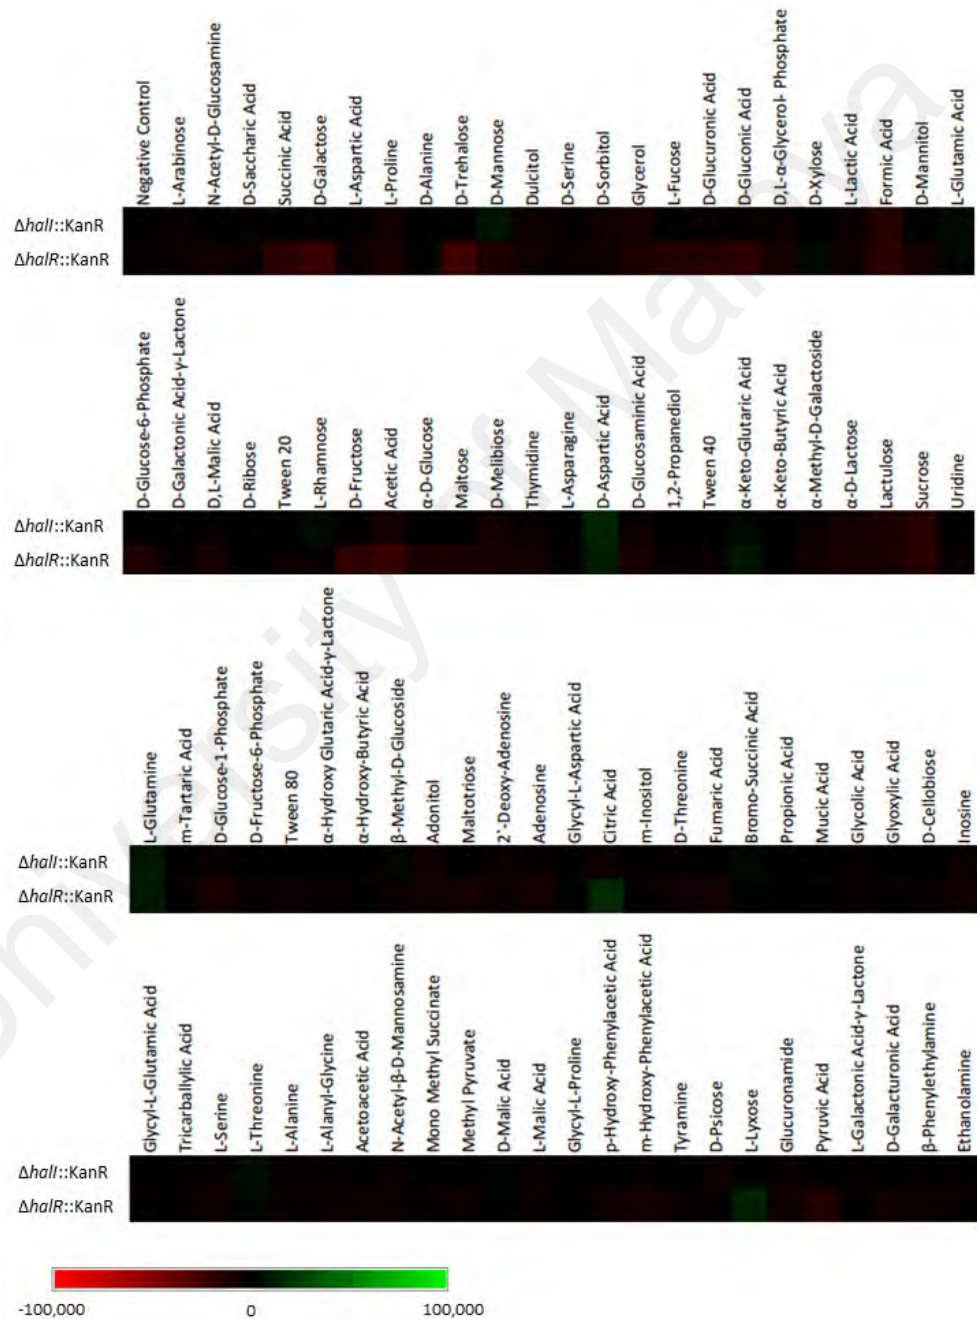 Negative Control
L-Arabinose
N-Acetyl-D-Glucosamine
D-Saccharic Acid
Succinic Acid
D-Galactose
L-Aspartic Acid
L-Proline
D-Alanine
D-Trehalose
D-Mannose
Dulcitol
D-Serine
D-Sorbitol
Glycerol
L-Fucose
D-Glucuronic Acid
D-Gluconic Acid
D,L-α-Glycerol- Phosphate
D-Xylose
L-Lactic Acid
Formic Acid
D-Mannitol
L-Glutamic Acid
ΔhalI::KanR
ΔhalR::KanR
D-Glucose-6-Phosphate
D-Galactonic Acid-γ-Lactone
D,L-Malic Acid
D-Ribose
Tween 20
L-Rhamnose
D-Fructose
Acetic Acid
α-D-Glucose
Maltose
D-Melibiose
Thymidine
L-Asparagine
D-Aspartic Acid
D-Glucosaminic Acid
1,2-Propanediol
Tween 40
α-Keto-Glutaric Acid
α-Keto-Butyric Acid
α-Methyl-D-Galactoside
α-D-Lactose
Lactulose
Sucrose
Uridine
ΔhalI::KanR
ΔhalR::KanR
L-Glutamine
m-Tartaric Acid
D-Glucose-1-Phosphate
D-Fructose-6-Phosphate
Tween 80
α-Hydroxy Glutaric Acid-γ-Lactone
α-Hydroxy-Butyric Acid
β-Methyl-D-Glucoside
Adonitol
Maltotriose
2`-Deoxy-Adenosine
Adenosine
Glycyl-L-Aspartic Acid
Citric Acid
m-Inositol
D-Threonine
Fumaric Acid
Bromo-Succinic Acid
Propionic Acid
Mucic Acid
Glycolic Acid
Glyoxylic Acid
D-Cellobiose
Inosine
ΔhalI::KanR
ΔhalR::KanR
Glycyl-L-Glutamic Acid
Tricarballylic Acid
L-Serine
L-Threonine
L-Alanine
L-Alanyl-Glycine
Acetoacetic Acid
N-Acetyl-β-D-Mannosamine
Mono Methyl Succinate
Methyl Pyruvate
D-Malic Acid
L-Malic Acid
Glycyl-L-Proline
p-Hydroxy-Phenylacetic Acid
m-Hydroxy-Phenylacetic Acid
Tyramine
D-Psicose
L-Lyxose
Glucuronamide
Pyruvic Acid
L-Galactonic Acid-γ-Lactone
D-Galacturonic Acid
β-Phenylethylamine
Ethanolamine
ΔhalI::KanR
ΔhalR::KanR
-100,000 0 100,000
University of Malaya